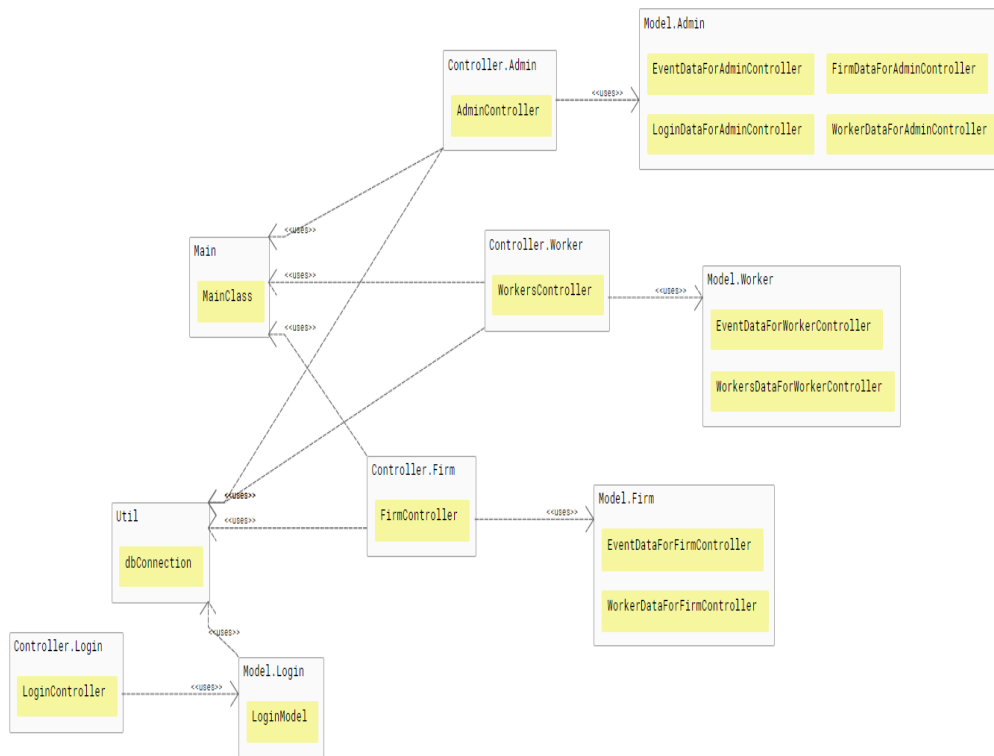 Model.Admin
EventDataForAdminController
FirmDataForAdminController
LoginDataForAdminController
WorkerDataForAdminController
Controller.Admin
AdminController
<<uses>>
<<uses>>
Main
MainClass
<<uses>>
<<uses>>
Controller.Worker
WorkersController
<<uses>>
Model.Worker
EventDataForWorkerController
WorkersDataForWorkerController
Controller.Firm
FirmController
<<uses>>
Model.Firm
EventDataForFirmController
WorkerDataForFirmController
<<uses>>
<<uses>>
Util
dbConnection
<<uses>>
Controller.Login
LoginController
<<uses>>
Model.Login
LoginModel